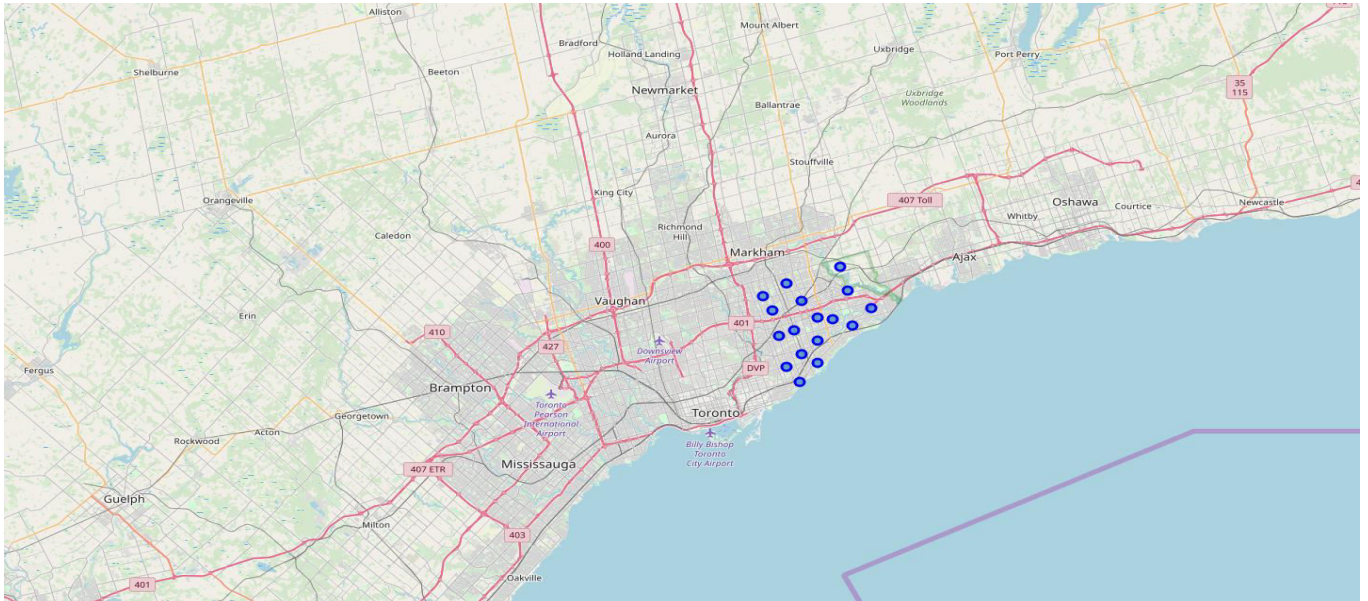 Alliston
Mount Albert
Bradford
Holland Landing
Uxbridge
Port Perry
Shelburne
Beeton
Newmarket
35
115
Uxbridge
Woodlands
Ballantrae
Aurora
Stouffville
King City
Orangeville
407 Toll
Oshawa
Courtice
Newcastle
Whitby
Richmond
Hill
Caledon
400
Markham
Ajax
Vaughan
Erin
401
410
427
Downsview
Airport
Fergus
DVP
Brampton
Toronto
Pearson
International
Airport
Georgetown
Toronto
Acton
Rockwood
Billy Bishop
Toronto
City Airport
Mississauga
407 ETR
Guelph
Milton
403
Oakville
401